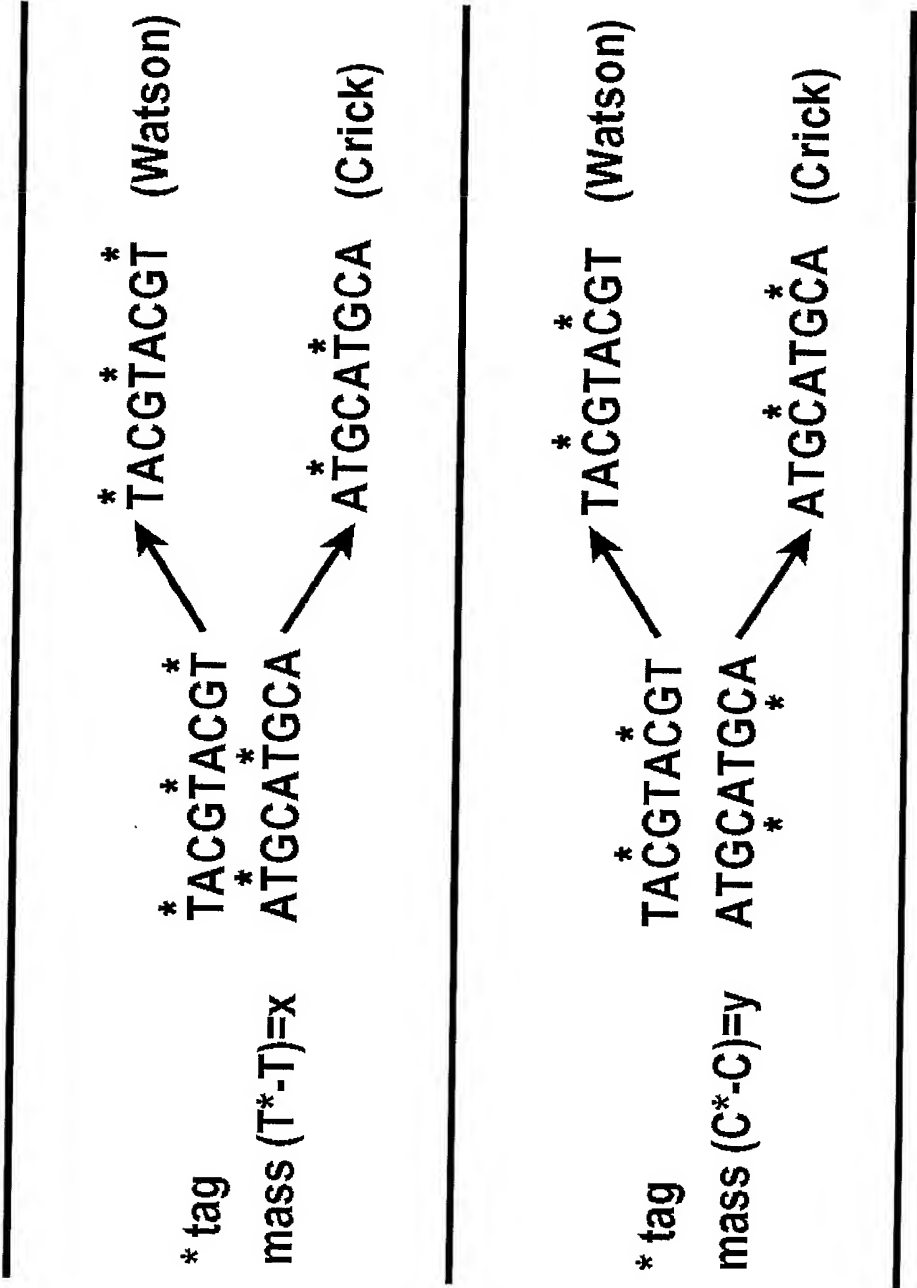 * * *
TACGTACGT (Watson)
* * *
* tag TACGTACGT
* *
mass (T*-T)=x ATGCATGCA
* *
ATGCATGCA (Crick)
* *
TACGTACGT (Watson)
* *
* tag TACGTACGT
mass (C*-C)=y ATGCATGCA
* *
* *
ATGCATGCA (Crick)